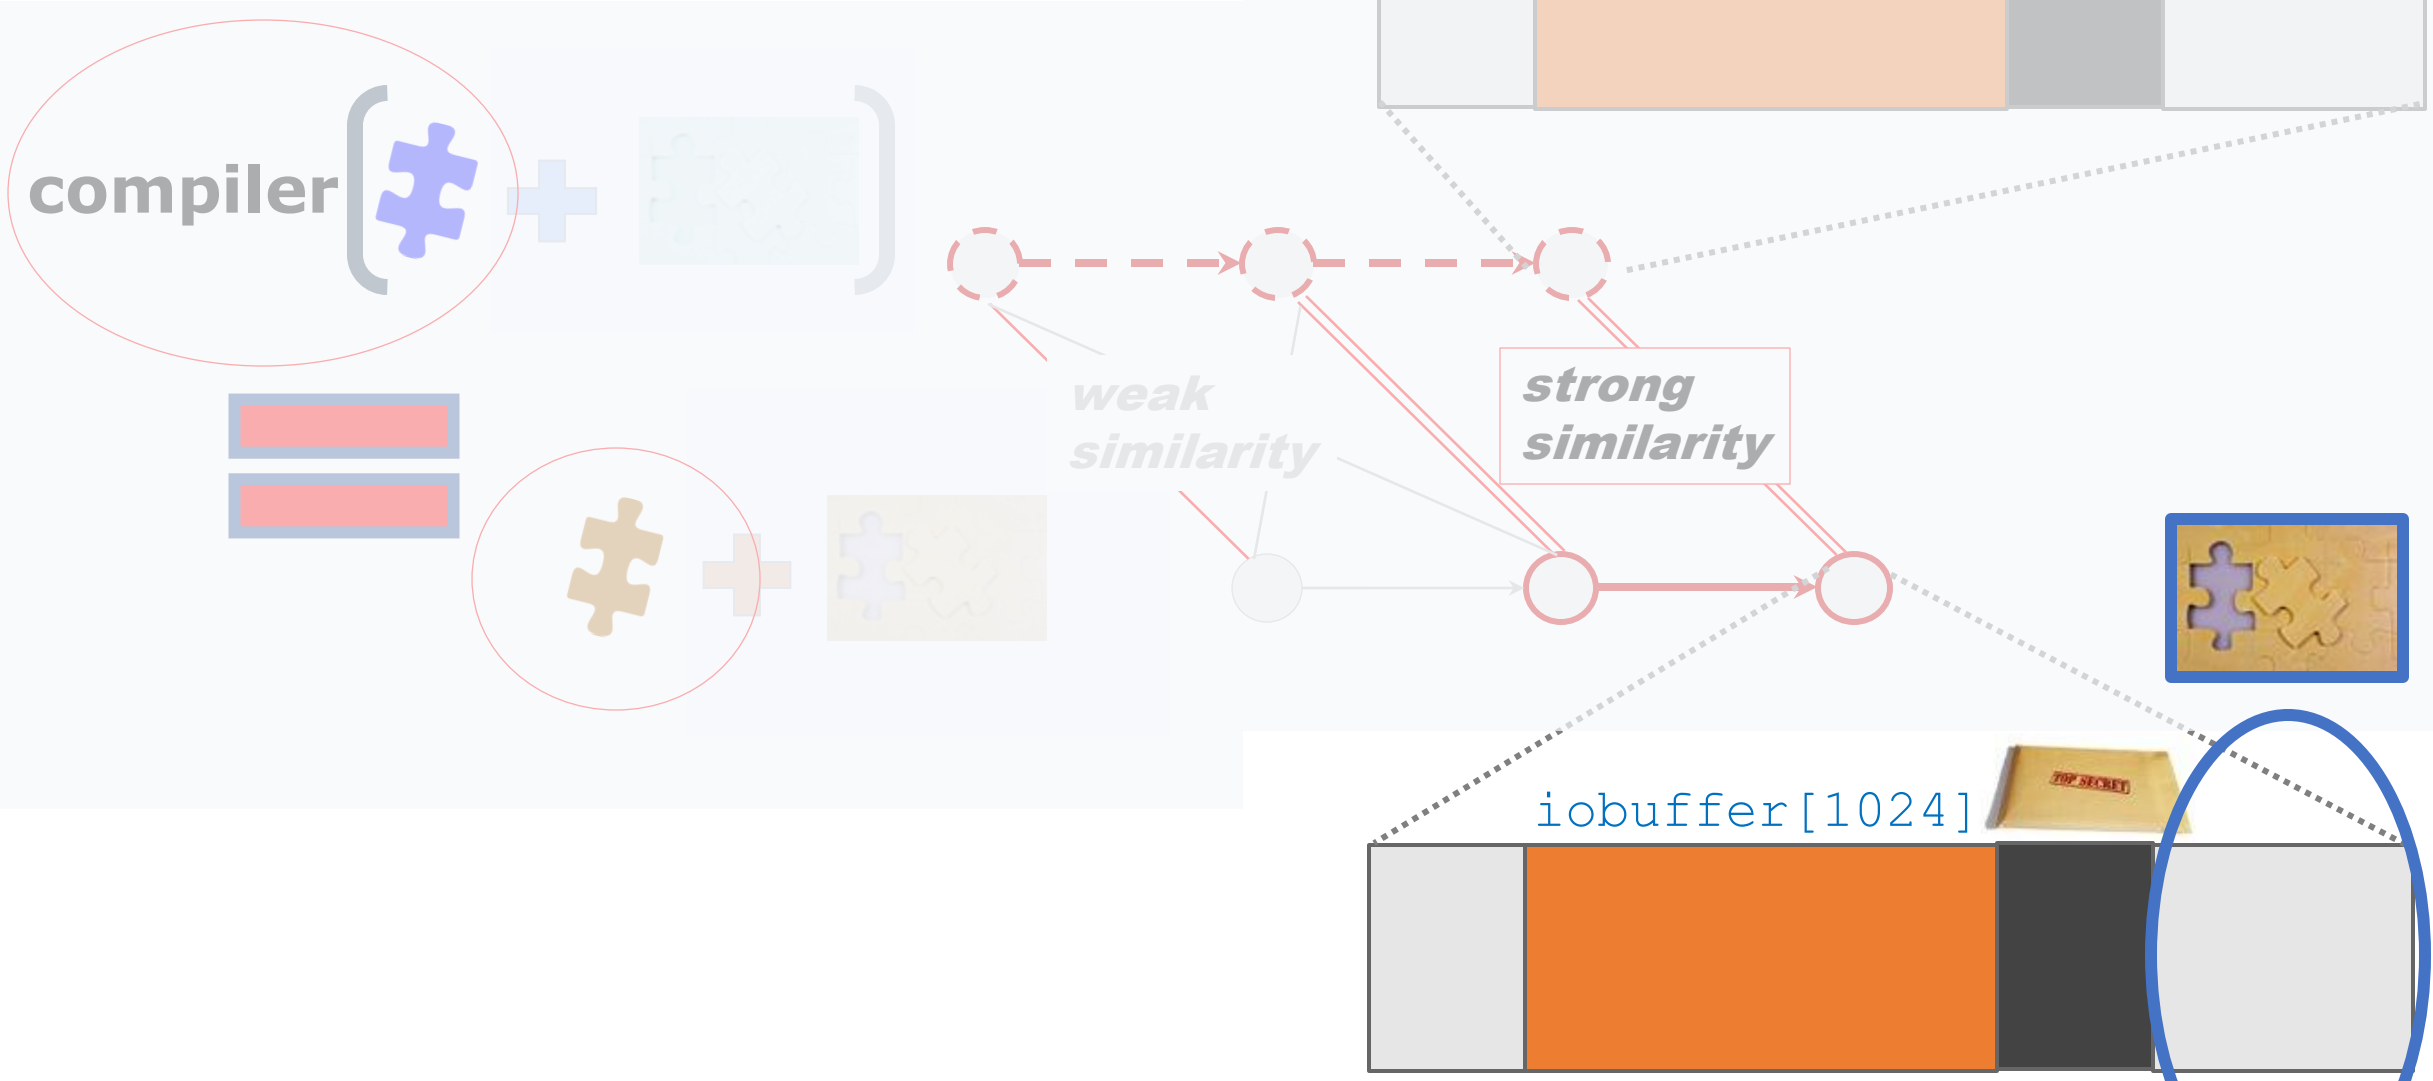 compiler
weak
similarity
strong
similarity
TOP SECRET
iobuffer[1024]